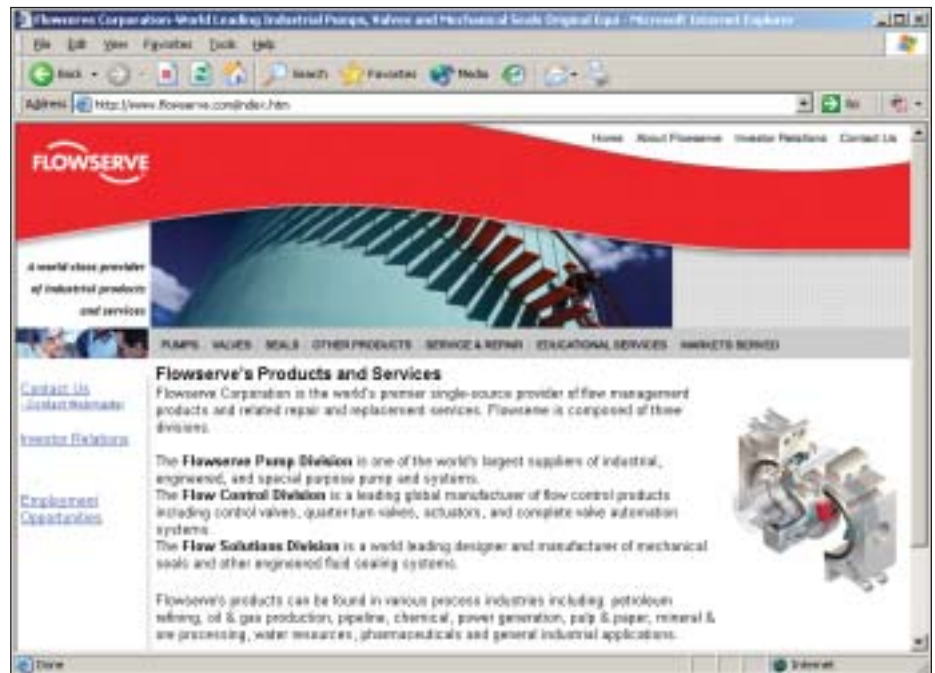 Flowserve Corporation-World Leading Industrial Pumps, Valves and Mechanical Seals Original Equi - Microsoft Internet Explorer
File Edit View Favorites Tools Help
Back Search Favorites Media
Address http://www.flowserve.com/index.htm Go
Home About Flowserve Investor Relations Contact Us
FLOWSERVE
A world class provider
of industrial products
and services
PUMPS VALVES SEALS OTHER PRODUCTS SERVICE & REPAIR EDUCATIONAL SERVICES MARKETS SERVED
Contact Us
- Contact Webmaster
Investor Relations
Employment
Opportunities
Flowserve's Products and Services
Flowserve Corporation is the world's premier single-source provider of flow management
products and related repair and replacement services. Flowserve is composed of three
divisions.
The Flowserve Pump Division is one of the world's largest suppliers of industrial,
engineered, and special purpose pump and systems.
The Flow Control Division is a leading global manufacturer of flow control products
including control valves, quarter turn valves, actuators, and complete valve automation
systems.
The Flow Solutions Division is a world leading designer and manufacturer of mechanical
seals and other engineered fluid sealing systems.
Flowserve's products can be found in various process industries including: petroleum
refining, oil & gas production, pipeline, chemical, power generation, pulp & paper, mineral &
ore processing, water resources, pharmaceuticals and general industrial applications.
Done Internet